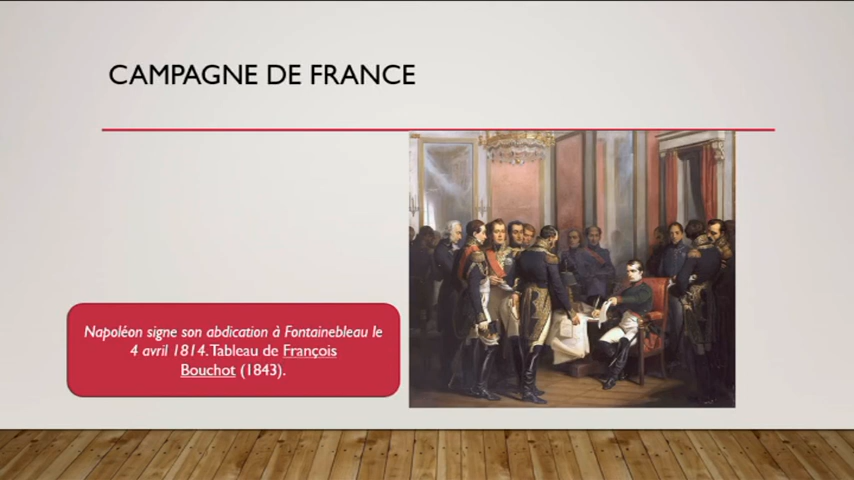 CAMPAGNE DE FRANCE
Napoléon signe son abdication à Fontainebleau le
4 avril 1814.Tableau de François
Bouchot (1843).